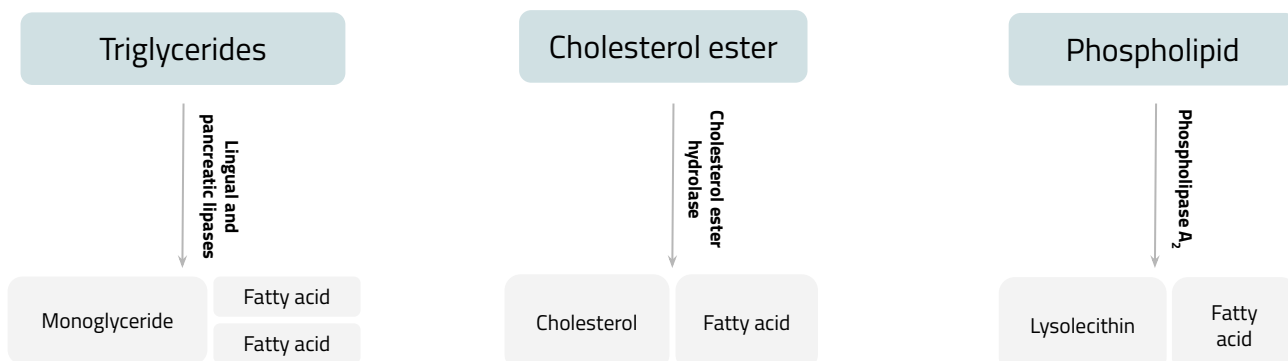 Triglycerides
Lingual and
pancreatic lipases
Monoglyceride
Fatty acid
Fatty acid
Cholesterol ester
Cholesterol ester
hydrolase
Cholesterol
Fatty acid
Phospholipid
Phospholipase A₂
Lysolecithin
Fatty
acid